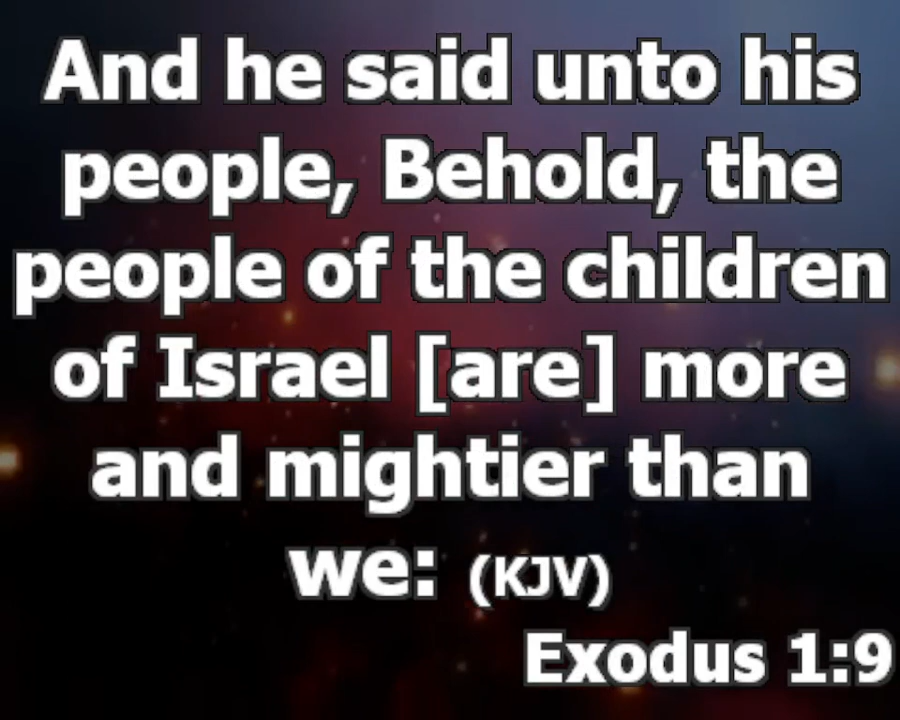 And he said unto his
people, Behold, the
people of the children
of Israel [are] more
and mightier than
we: (KJV)
Exodus 1:9